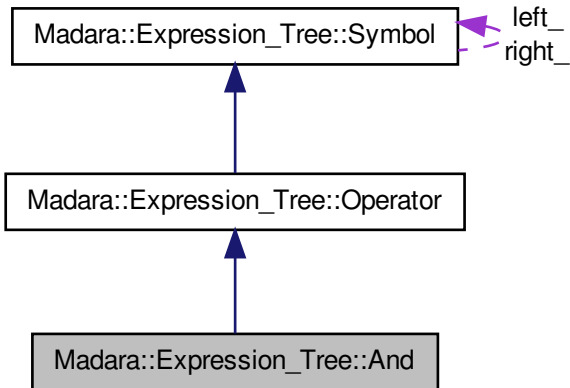 Madara::Expression_Tree::Symbol
left_
right_
Madara::Expression_Tree::Operator
Madara::Expression_Tree::And